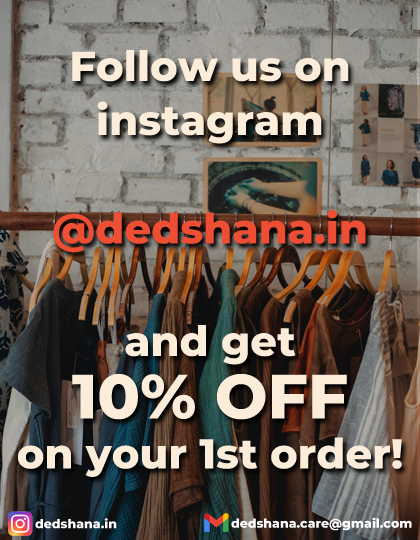 Follow us on
instagram
@dedshana.in
and get
10% OFF
on your 1st order!
dedshana.in
dedshana.care@gmail.com